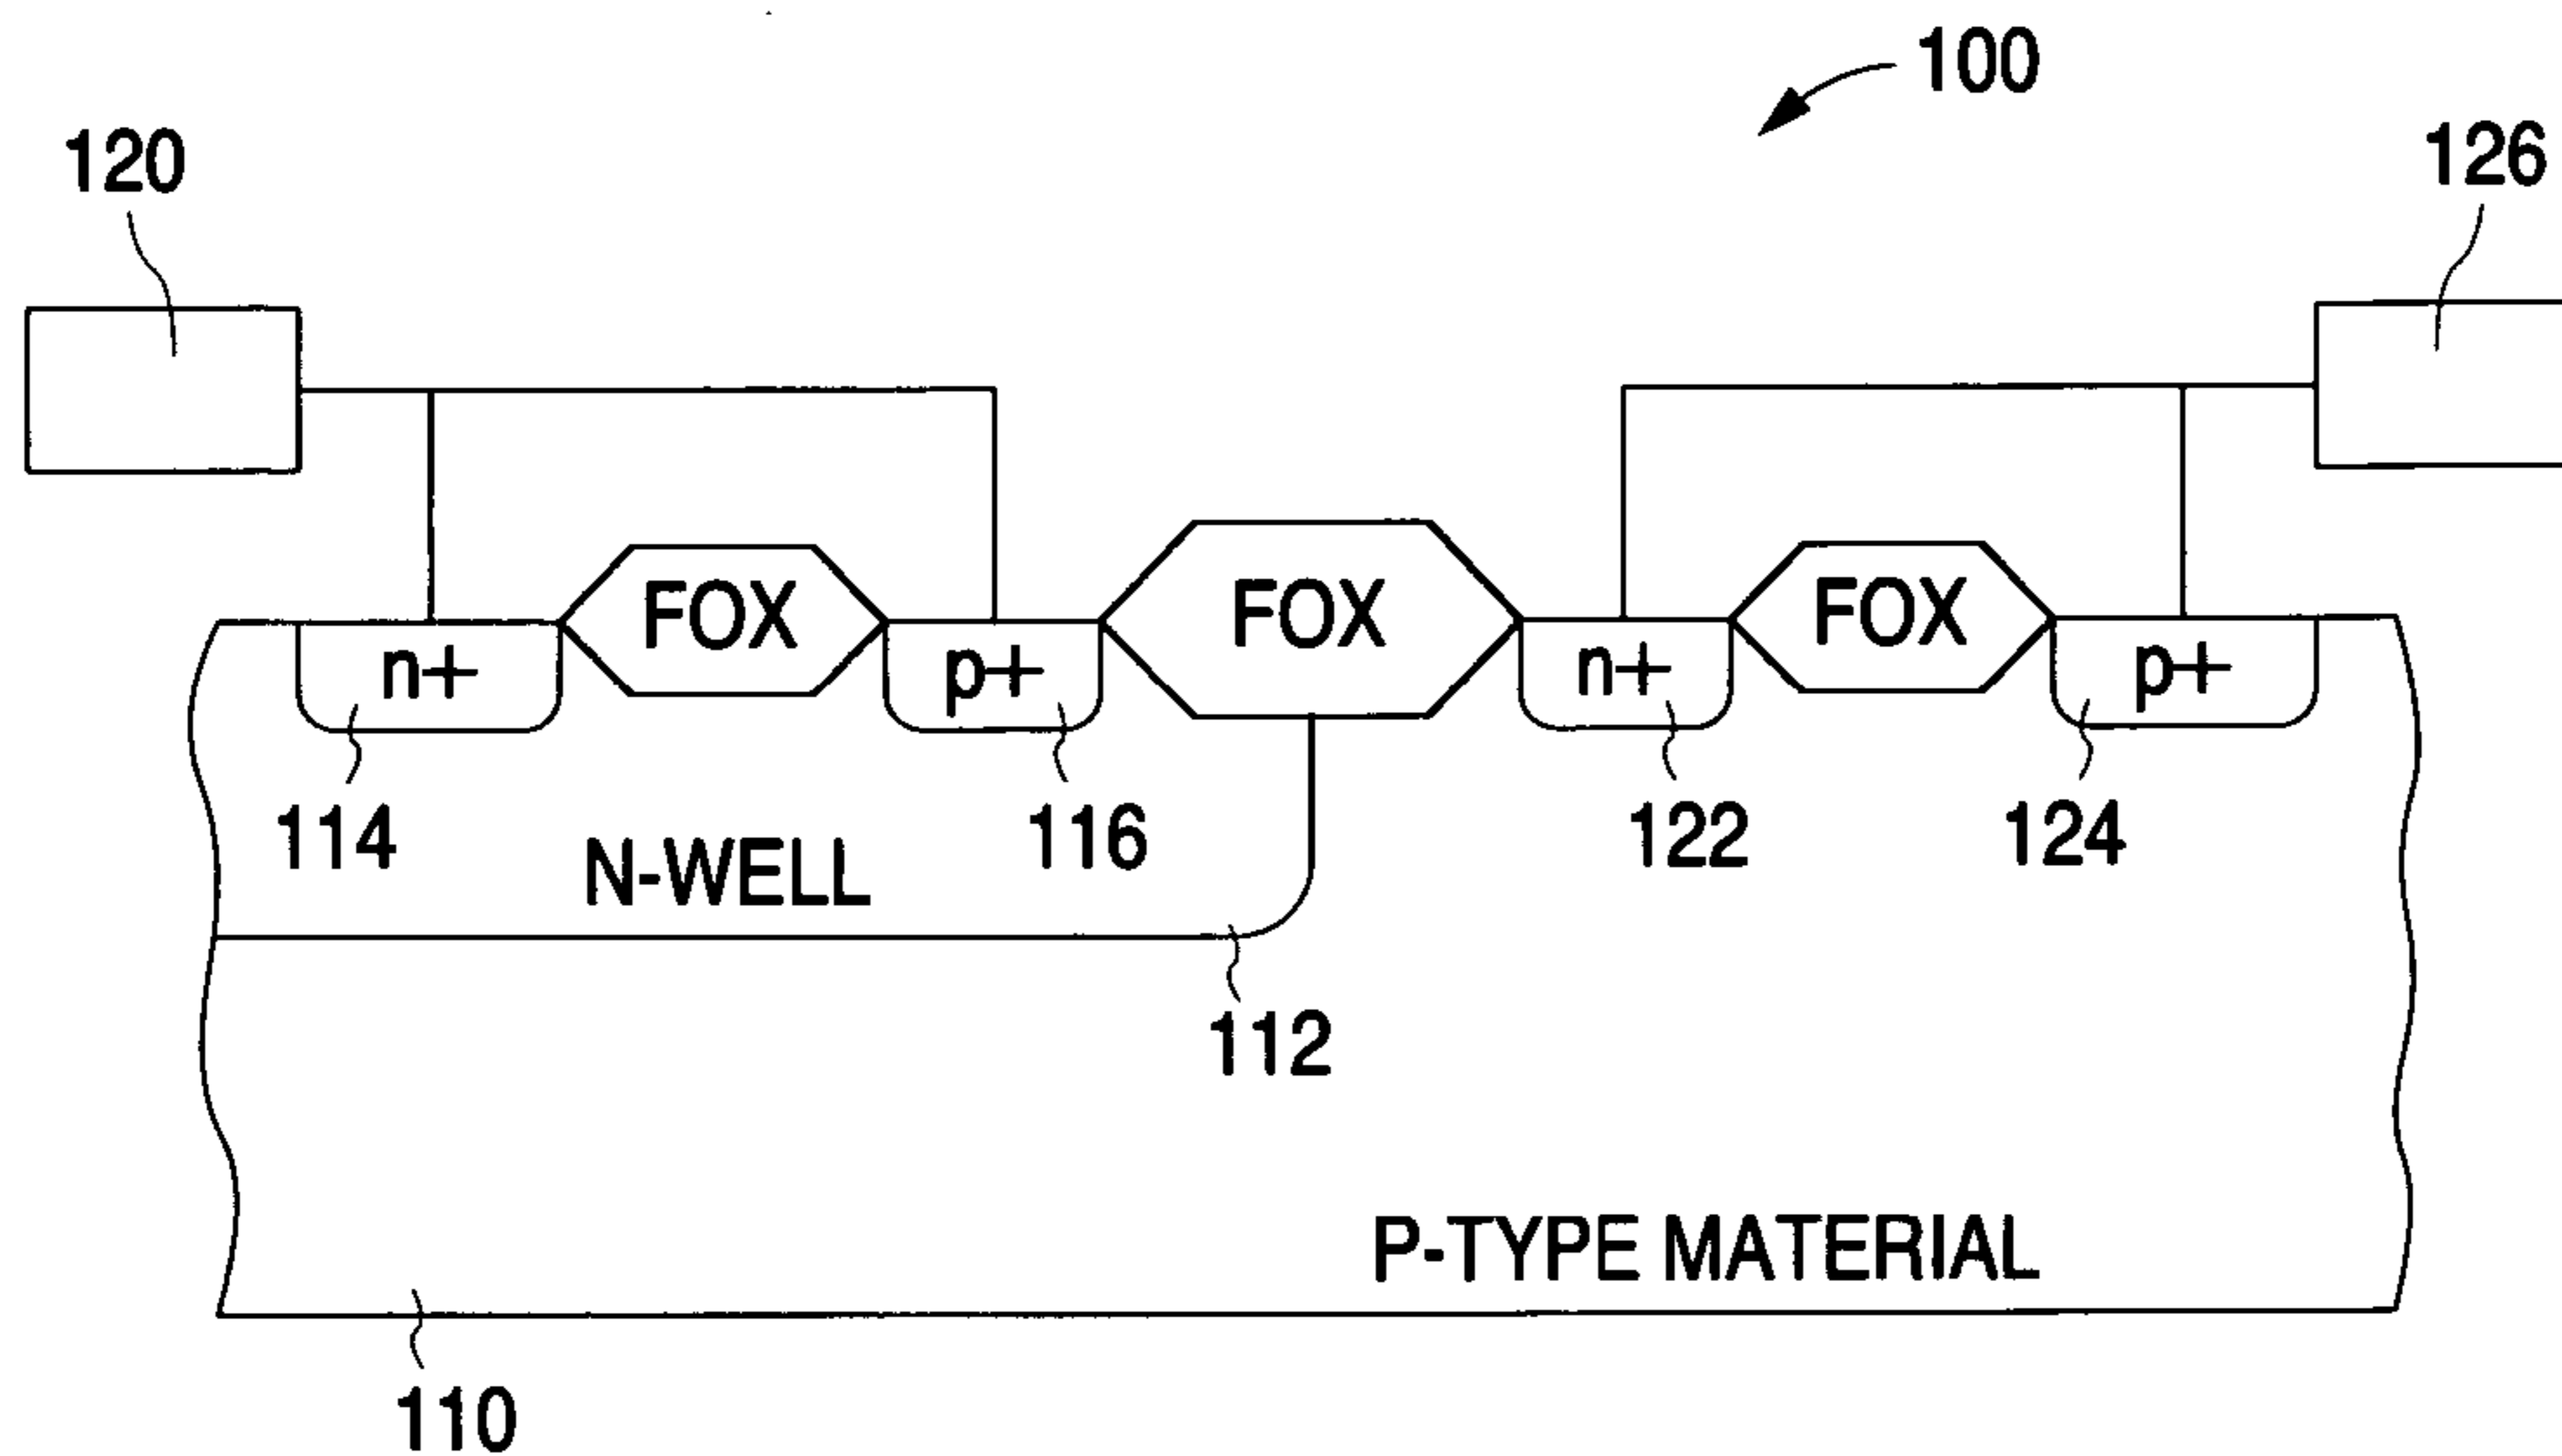 100
120
126
FOX
FOX
FOX
n+
p+
n+
p+
114
116
122
124
N-WELL
112
P-TYPE MATERIAL
110